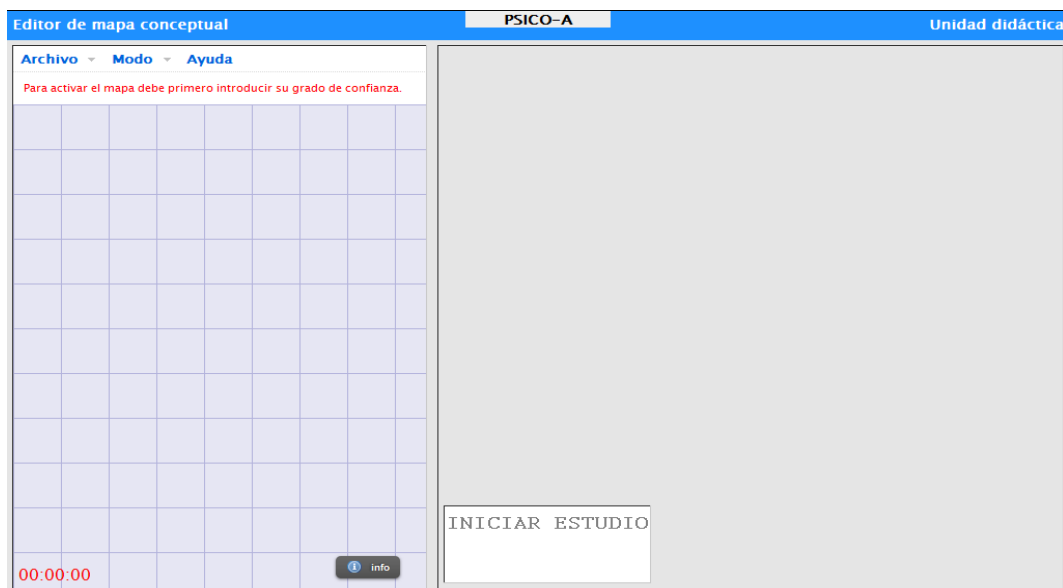 Editor de mapa conceptual
PSICO-A
Unidad didáctica
Archivo Modo Ayuda
Para activar el mapa debe primero introducir su grado de confianza.
INICIAR ESTUDIO
00:00:00
info